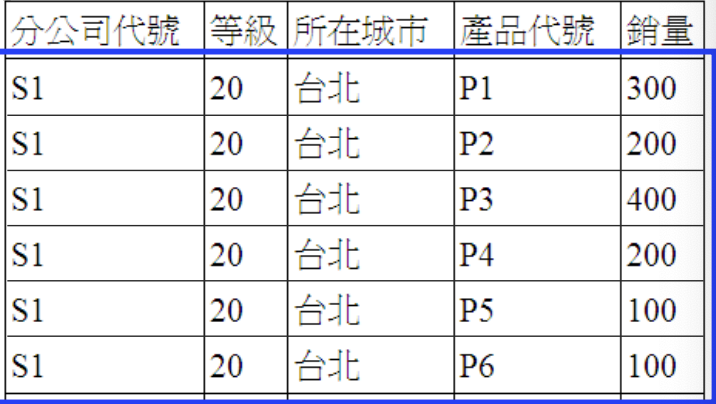 分公司代號 等級 所在城市 產品代號 銷量
S1 20 台北 P1 300
S1 20 台北 P2 200
S1 20 台北 P3 400
S1 20 台北 P4 200
S1 20 台北 P5 100
S1 20 台北 P6 100